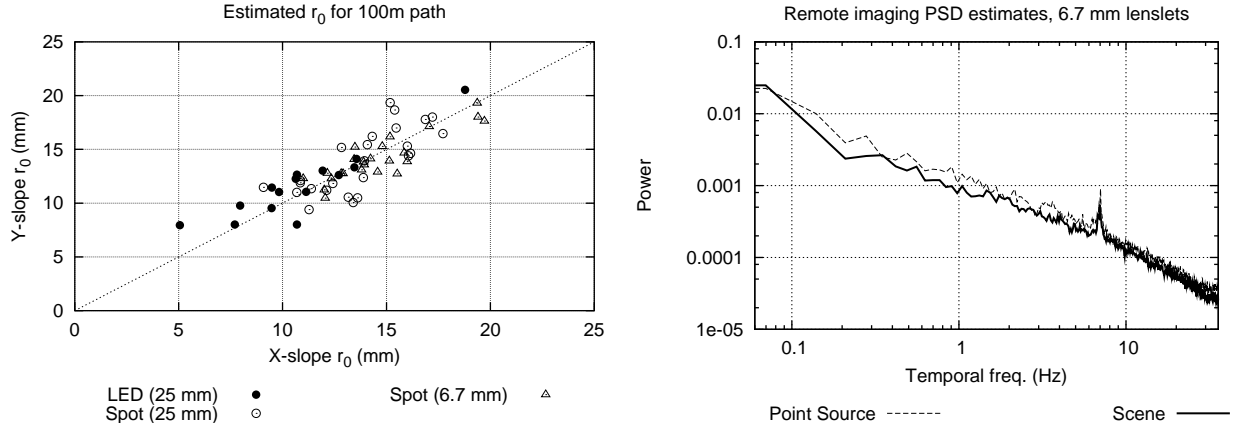 Estimated r0 for 100m path
25
20
15
10
5
0
0 5 10 15 20 25
Y-slope r0 (mm)
X-slope r0 (mm)
LED (25 mm)
Spot (25 mm)
Spot (6.7 mm)
Remote imaging PSD estimates, 6.7 mm lenslets
0.1
0.01
0.001
0.0001
1e-05
0.1 1 10
Power
Temporal freq. (Hz)
Point Source
Scene